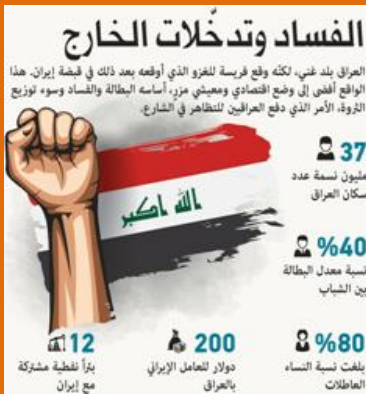 الفساد وتدخّلات الخارج
العراق بلد غني، لكنّه وقع فريسة للغزو الذي أوقعه بعد ذلك في قبضة إيران. هذا
الواقع أفضى إلى وضع اقتصادي ومعيشي مزرٍ، أساسه البطالة والفساد وسوء توزيع
الثروة، الأمر الذي دفع العراقيين للتظاهر في الشارع.
37
مليون نسمة عدد
سكان العراق
الله اكبر
%40
نسبة معدل البطالة
بين الشباب
%80
بلغت نسبة النساء
العاطلات
200
دولار للعامل الإيراني
بالعراق
12
بئراً نفطية مشتركة
مع إيران